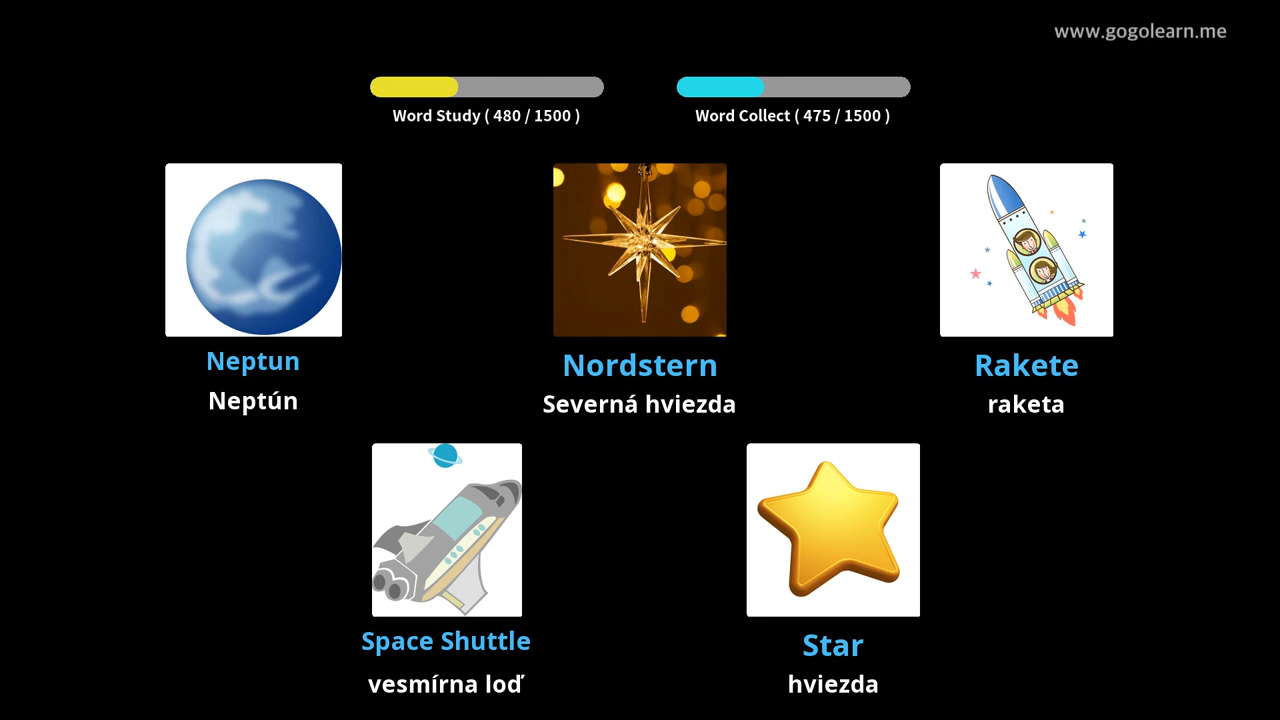 www.gogolearn.me
Word Study ( 480 / 1500 )
Word Collect ( 475 / 1500 )
Neptun
Neptún
Nordstern
Severná hviezda
Rakete
raketa
Space Shuttle
vesmírna loď
Star
hviezda